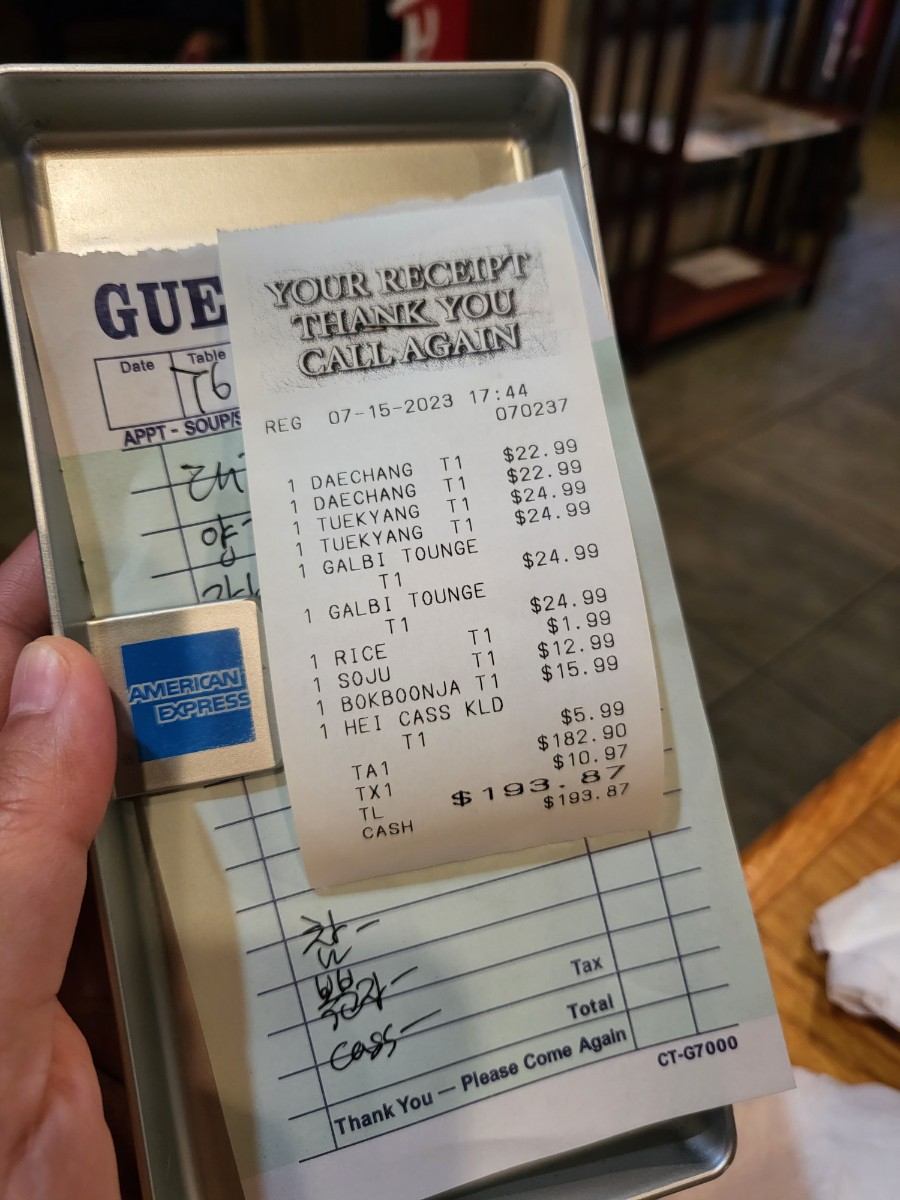 GUE
Date Table
T6
APPT - SOUP/S
YOUR RECEIPT
THANK YOU
CALL AGAIN
REG 07-15-2023 17:44
070237
1 DAECHANG T1 $22.99
1 DAECHANG T1 $22.99
1 TUEKYANG T1 $24.99
1 TUEKYANG T1 $24.99
1 GALBI TOUNGE
T1 $24.99
1 GALBI TOUNGE
T1 $24.99
1 RICE T1 $1.99
1 SOJU T1 $12.99
1 BOKBOONJA T1 $15.99
1 HEI CASS KLD
T1 $5.99
TA1 $182.90
TX1 $10.97
TL $193.87
CASH $193.87
AMERICAN
EXPRESS
참 -
cass -
Tax
Total
Thank You — Please Come Again
CT-G7000